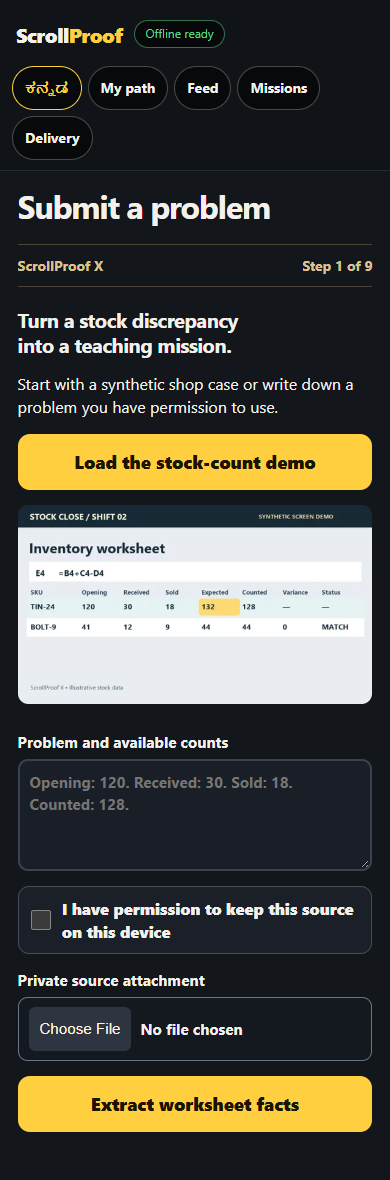 ScrollProof
Offline ready
ಕನ್ನಡ
My path
Feed
Missions
Delivery
Submit a problem
ScrollProof X
Step 1 of 9
Turn a stock discrepancy
into a teaching mission.
Start with a synthetic shop case or write down a
problem you have permission to use.
Load the stock-count demo
STOCK CLOSE / SHIFT 02
SYNTHETIC SCREEN DEMO
Inventory worksheet
E4 =B4+C4-D4
SKU Opening Received Sold Expected Counted Variance Status
TIN-24 120 30 18 132 128 — —
BOLT-9 41 12 9 44 44 0 MATCH
ScrollProof X • Illustrative stock data
Problem and available counts
Opening: 120. Received: 30. Sold: 18.
Counted: 128.
I have permission to keep this source
on this device
Private source attachment
Choose File No file chosen
Extract worksheet facts